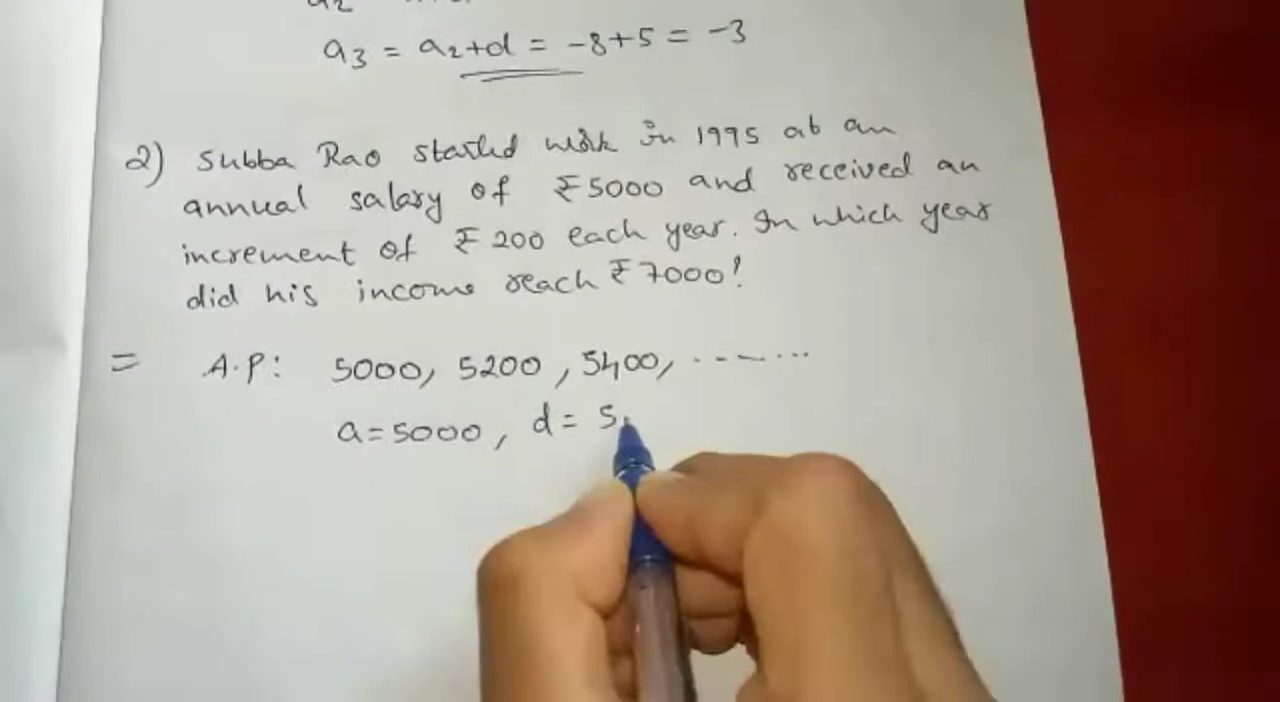 a3 = a2+d = -8+5 = -3
2) Subba Rao started work in 1995 at an
annual salary of ₹5000 and received an
increment of ₹200 each year. In which year
did his income reach ₹7000?
= A.P: 5000, 5200, 5400, .......
a=5000, d= 5